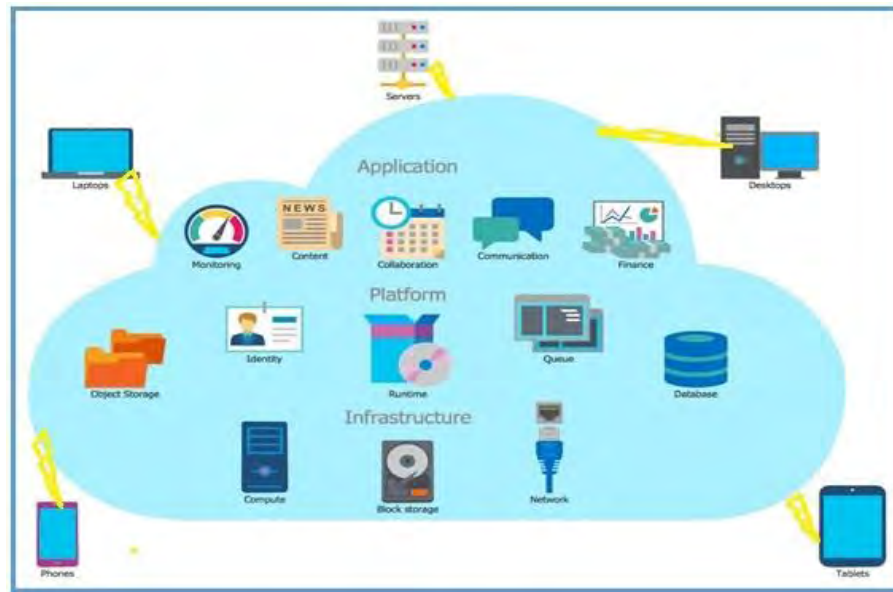 Servers
Laptops
Desktops
Application
NEWS
Monitoring
Content
Collaboration
Communication
Finance
Platform
Identity
Queue
Object Storage
Runtime
Database
Infrastructure
Compute
Block storage
Network
Phones
Tablets